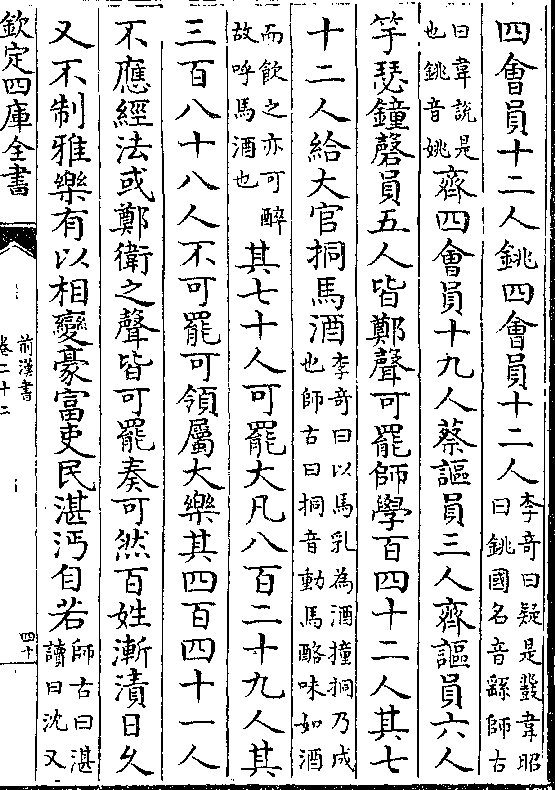 四會員十二人銚四會員十二人李竒曰疑是鼗韋昭曰銚國名音繇師古
曰韋說是也銚音姚齊四會員十九人蔡謳員三人齊謳員六人
竽瑟鐘磬員五人皆鄭聲可罷師學百四十二人其七
十二人給大官挏馬酒李竒曰以馬乳為酒撞挏乃成也師古曰挏音動馬酪味如酒
而飲之亦可醉故呼馬酒也其七十人可罷大凡八百二十九人其
三百八十八人不可罷可領屬大樂其四百四十一人
不應經法或鄭衛之聲皆可罷奏可然百姓漸漬日久
又不制雅樂有以相變豪富吏民湛沔自若師古曰湛讀曰沈又
欽定四庫全書
前漢書
卷二十二
四十